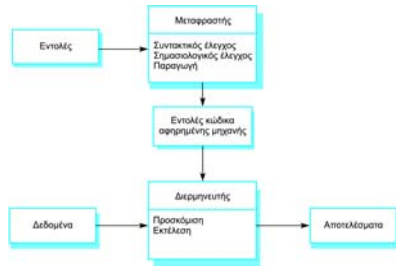 Μεταφραστής
Εντολές
Συντακτικός έλεγχος
Σημασιολογικός έλεγχος
Παραγωγή
Εντολές κώδικα
αφηρημένης μηχανής
Διερμηνευτής
Δεδομένα
Προσκόμιση
Εκτέλεση
Αποτελέσματα